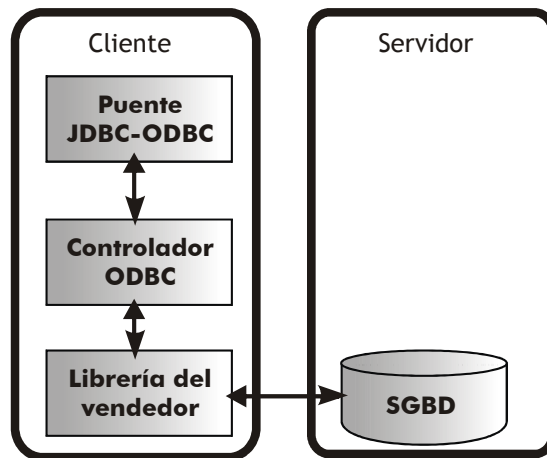 Cliente
Servidor
Puente
JDBC-ODBC
Controlador
ODBC
Librería del
vendedor
SGBD